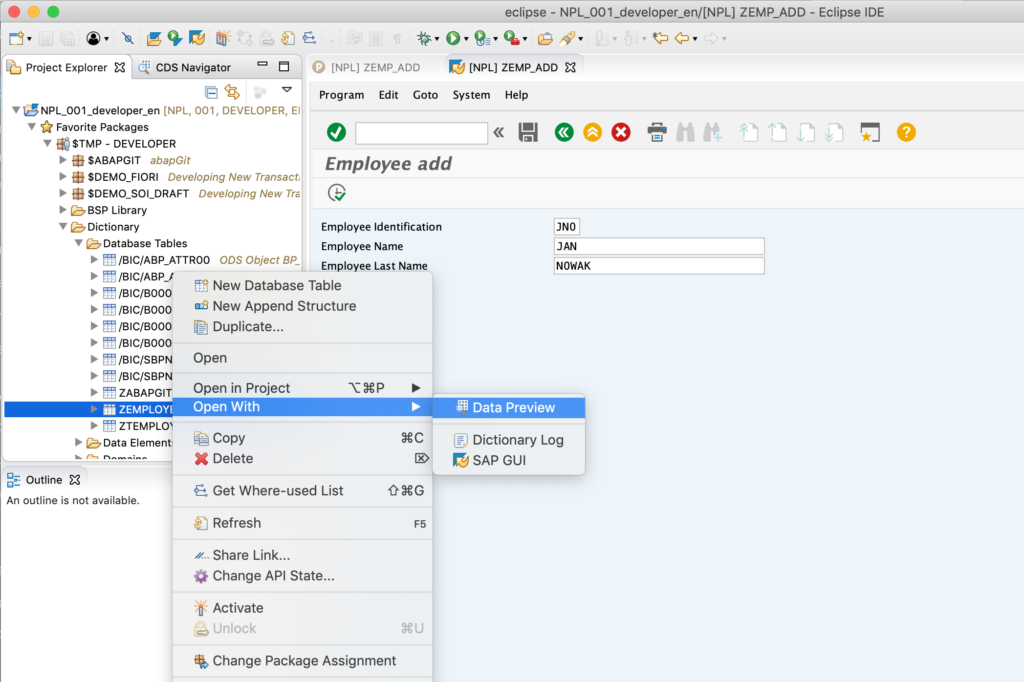 eclipse - NPL_001_developer_en/[NPL] ZEMP_ADD - Eclipse IDE
Project Explorer
CDS Navigator
[NPL] ZEMP_ADD
[NPL] ZEMP_ADD
Program Edit Goto System Help
NPL_001_developer_en [NPL, 001, DEVELOPER, E
Favorite Packages
$TMP - DEVELOPER
$ABAPGIT abapGit
$DEMO_FIORI Developing New Transact
$DEMO_SOI_DRAFT Developing New Tra
BSP Library
Dictionary
Database Tables
/BIC/ABP_ATTR00 ODS Object BP_
/BIC/ABP_A
/BIC/B000
/BIC/B000
/BIC/B000
/BIC/B000
/BIC/SBPN
/BIC/SBPN
ZABAPGIT
ZEMPLOYE
ZTEMPLOY
Data Element
Domains
Employee add
Employee Identification JNO
Employee Name JAN
Employee Last Name NOWAK
New Database Table
New Append Structure
Duplicate...
Open
Open in Project ⌥⌘P
Open With
Copy ⌘C
Delete ⌦
Get Where-used List ⇧⌘G
Refresh F5
Share Link...
Change API State...
Activate
Unlock ⌘U
Change Package Assignment
Data Preview
Dictionary Log
SAP GUI
Outline
An outline is not available.